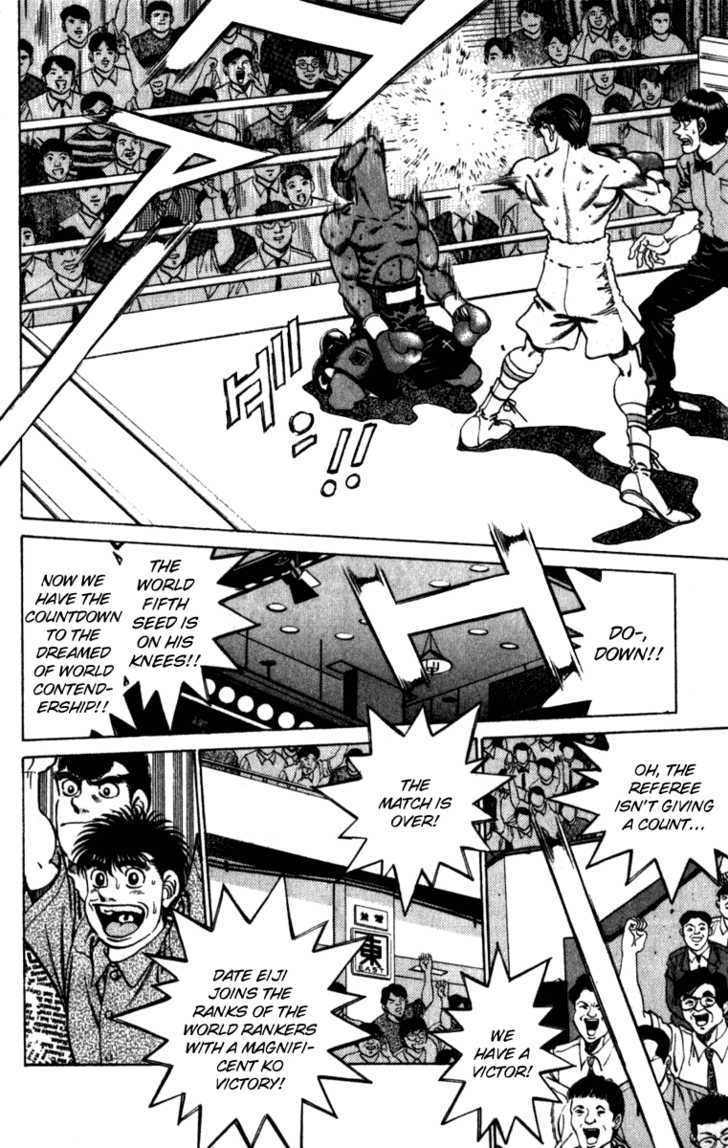 DO-,
DOWN!!
THE
WORLD
FIFTH
SEED IS
ON HIS
KNEES!!
NOW WE
HAVE THE
COUNTDOWN
TO THE
DREAMED
OF WORLD
CONTEND-
ERSHIP!!
OH, THE
REFEREE
ISN'T GIVING
A COUNT...
THE
MATCH IS
OVER!
WE
HAVE A
VICTOR!
東
EAST
DATE EIJI
JOINS THE
RANKS OF THE
WORLD RANKERS
WITH A MAGNIFI-
CENT KO
VICTORY!